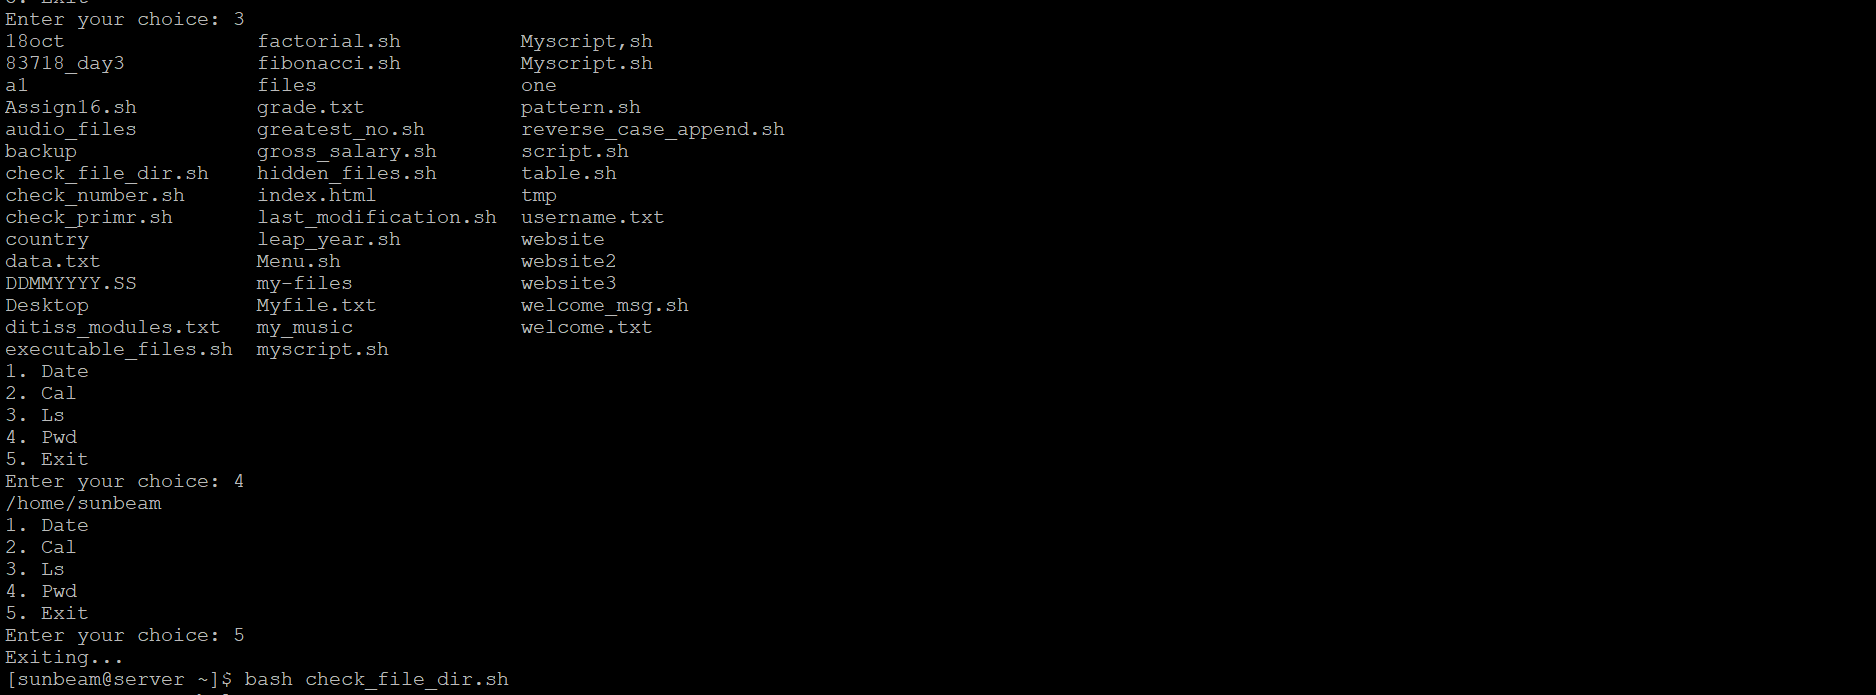 5. Exit
Enter your choice: 3
18oct factorial.sh Myscript,sh
83718_day3 fibonacci.sh Myscript.sh
a1 files one
Assign16.sh grade.txt pattern.sh
audio_files greatest_no.sh reverse_case_append.sh
backup gross_salary.sh script.sh
check_file_dir.sh hidden_files.sh table.sh
check_number.sh index.html tmp
check_primr.sh last_modification.sh username.txt
country leap_year.sh website
data.txt Menu.sh website2
DDMMYYYY.SS my-files website3
Desktop Myfile.txt welcome_msg.sh
ditiss_modules.txt my_music welcome.txt
executable_files.sh myscript.sh
1. Date
2. Cal
3. Ls
4. Pwd
5. Exit
Enter your choice: 4
/home/sunbeam
1. Date
2. Cal
3. Ls
4. Pwd
5. Exit
Enter your choice: 5
Exiting...
[sunbeam@server ~]$ bash check_file_dir.sh